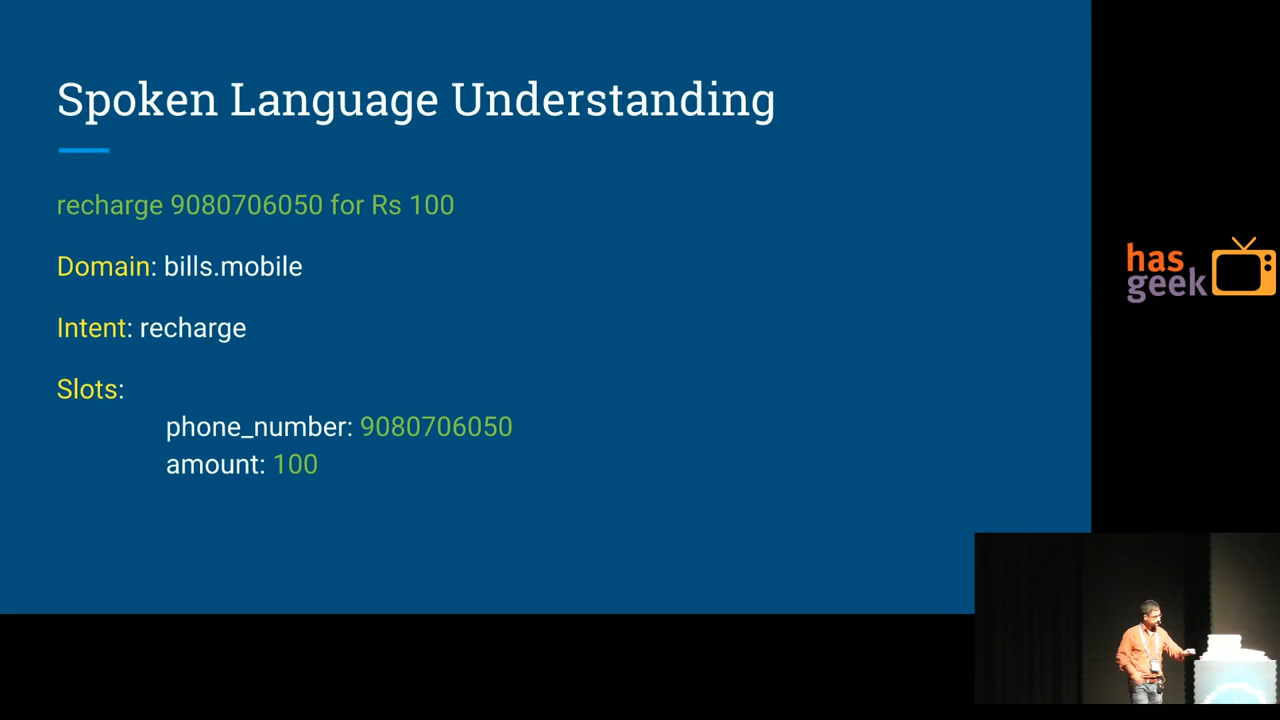 Spoken Language Understanding
recharge 9080706050 for Rs 100
Domain: bills.mobile
Intent: recharge
Slots:
phone_number: 9080706050
amount: 100
has
geek